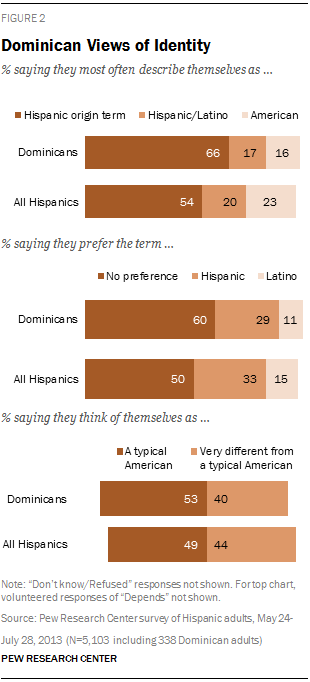 FIGURE 2
Dominican Views of Identity
% saying they most often describe themselves as ...
Hispanic origin term Hispanic/Latino American
Dominicans 66 17 16
All Hispanics 54 20 23
% saying they prefer the term ...
No preference Hispanic Latino
Dominicans 60 29 11
All Hispanics 50 33 15
% saying they think of themselves as ...
A typical American
Very different from a typical American
Dominicans 53 40
All Hispanics 49 44
Note: “Don’t know/Refused” responses not shown. For top chart,
volunteered responses of “Depends” not shown.
Source: Pew Research Center survey of Hispanic adults, May 24-
July 28, 2013 (N=5,103 including 338 Dominican adults)
PEW RESEARCH CENTER